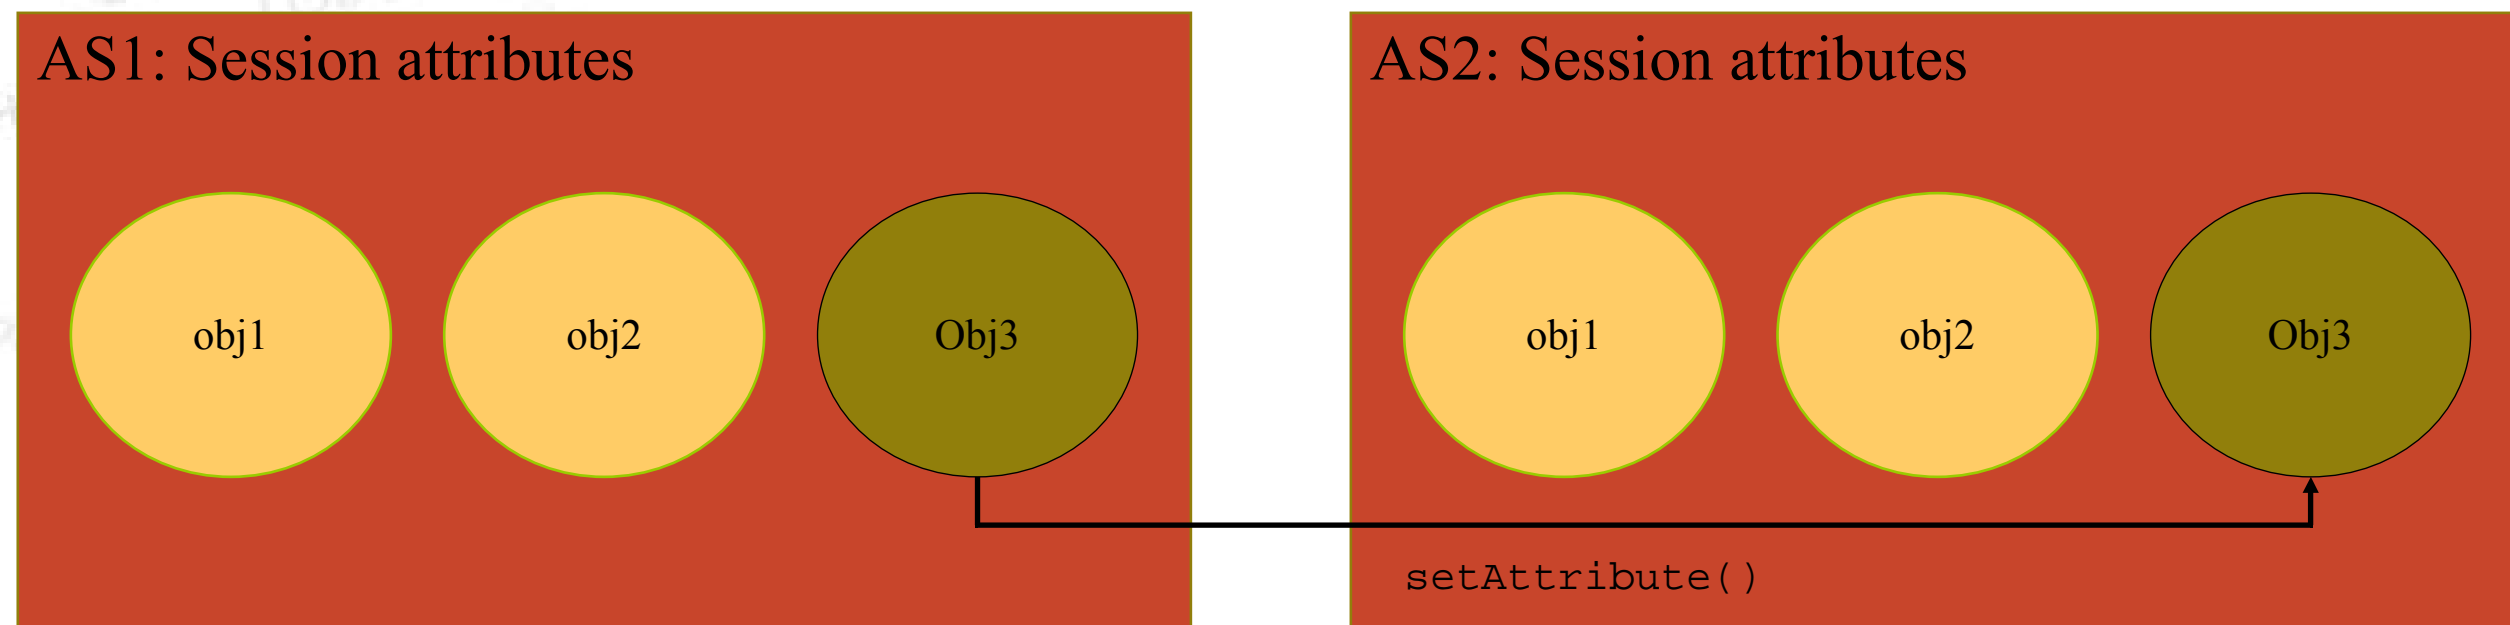 AS1: Session attributes
obj1
obj2
Obj3
AS2: Session attributes
obj1
obj2
Obj3
setAttribute()